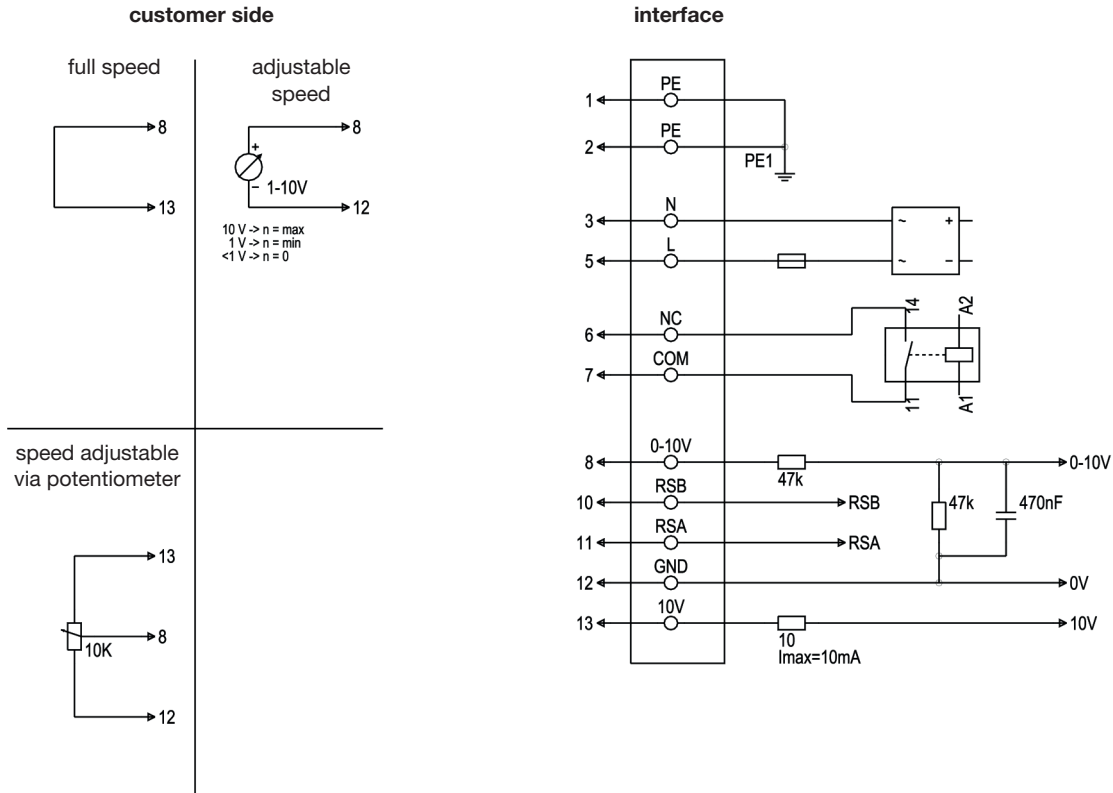 customer side
full speed
8
13
adjustable
speed
+
8
− 1-10V
12
10 V -> n = max
1 V -> n = min
<1 V -> n = 0
speed adjustable
via potentiometer
13
8
10K
12
interface
1 PE
2 PE
PE1
3 N
~ +
5 L
~ −
6 NC
14 A2
7 COM
11 A1
8 0-10V
47k
0-10V
10 RSB
RSB
47k 470nF
11 RSA
RSA
12 GND
0V
13 10V
10
Imax=10mA
10V